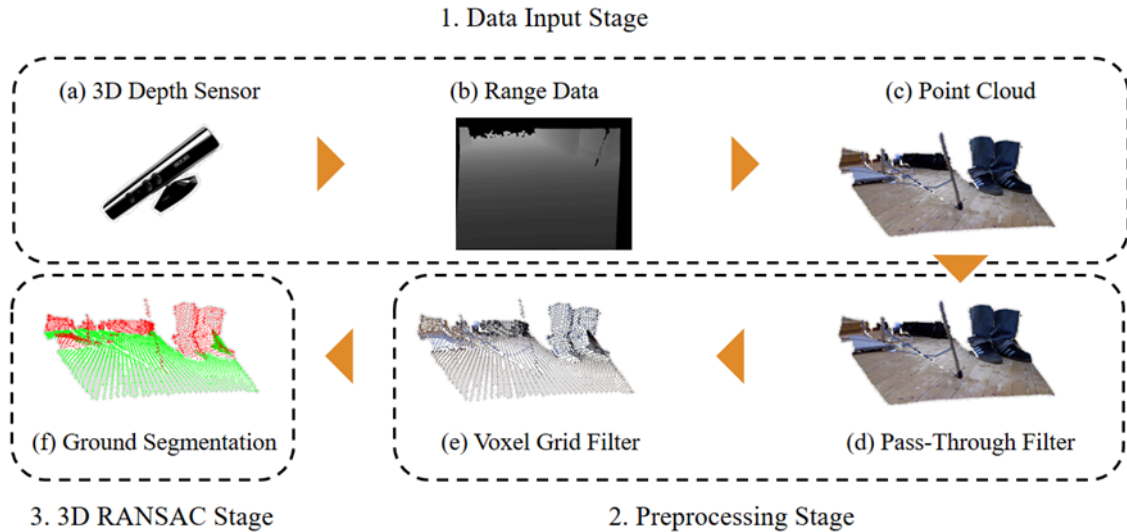 1. Data Input Stage
(a) 3D Depth Sensor
(b) Range Data
(c) Point Cloud
(f) Ground Segmentation
(e) Voxel Grid Filter
(d) Pass-Through Filter
3. 3D RANSAC Stage
2. Preprocessing Stage